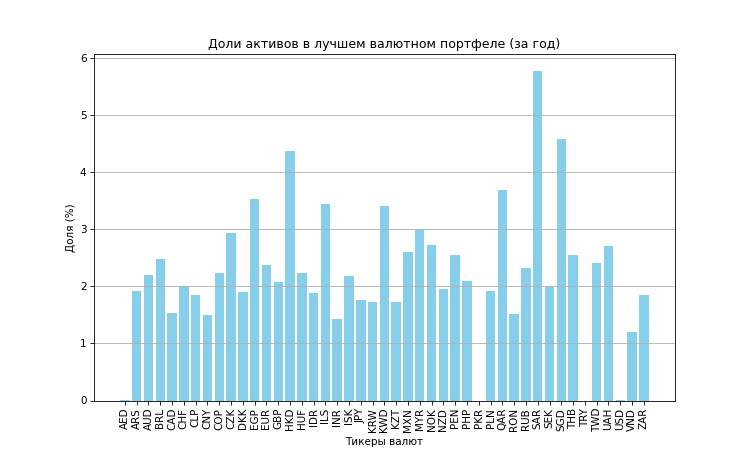 Доли активов в лучшем валютном портфеле (за год)
Доля (%)
6
5
4
3
2
1
0
AED ARS AUD BRL CAD CHF CLP CNY COP CZK DKK EGP EUR GBP HKD HUF IDR ILS INR ISK JPY KRW KWD KZT MXN MYR NOK NZD PEN PHP PKR PLN QAR RON RUB SAR SEK SGD THB TRY TWD UAH USD VND ZAR
Тикеры валют